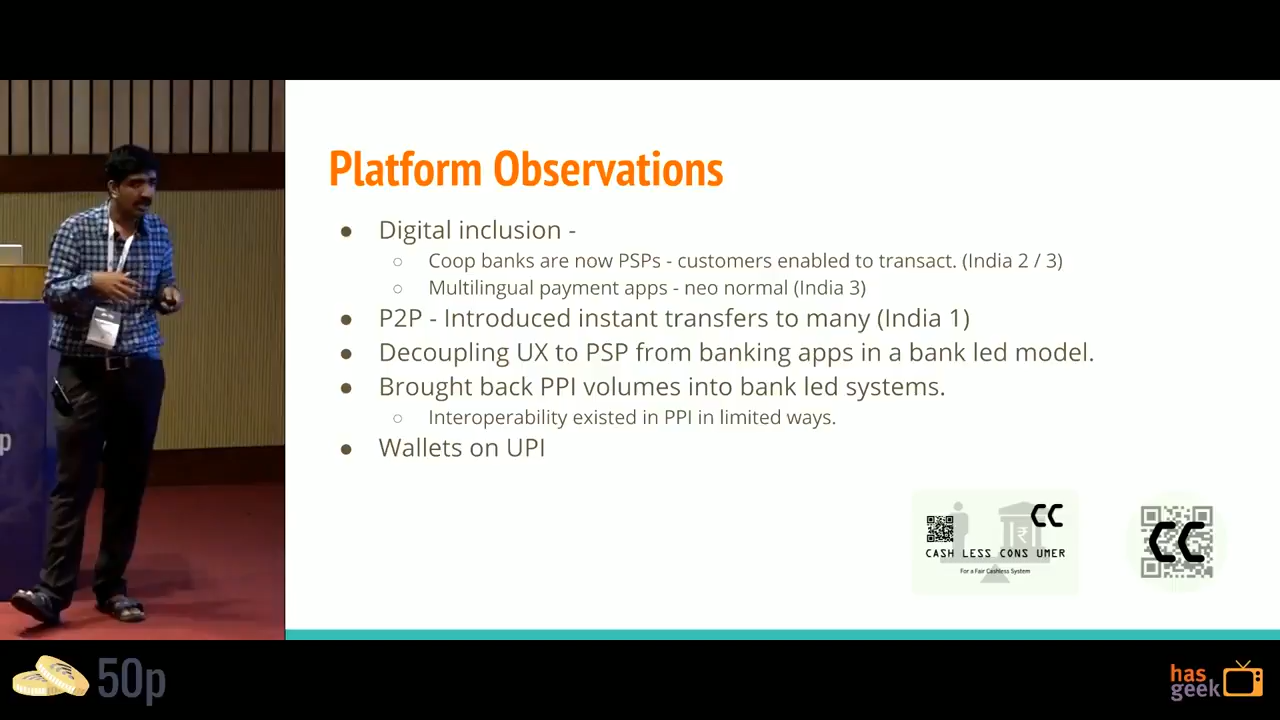 Platform Observations
● Digital inclusion -
○ Coop banks are now PSPs - customers enabled to transact. (India 2 / 3)
○ Multilingual payment apps - neo normal (India 3)
● P2P - Introduced instant transfers to many (India 1)
● Decoupling UX to PSP from banking apps in a bank led model.
● Brought back PPI volumes into bank led systems.
○ Interoperability existed in PPI in limited ways.
● Wallets on UPI
CC
CC
CASH LESS CONS UMER
For a Fair Cashless System
p
50p
has
geek